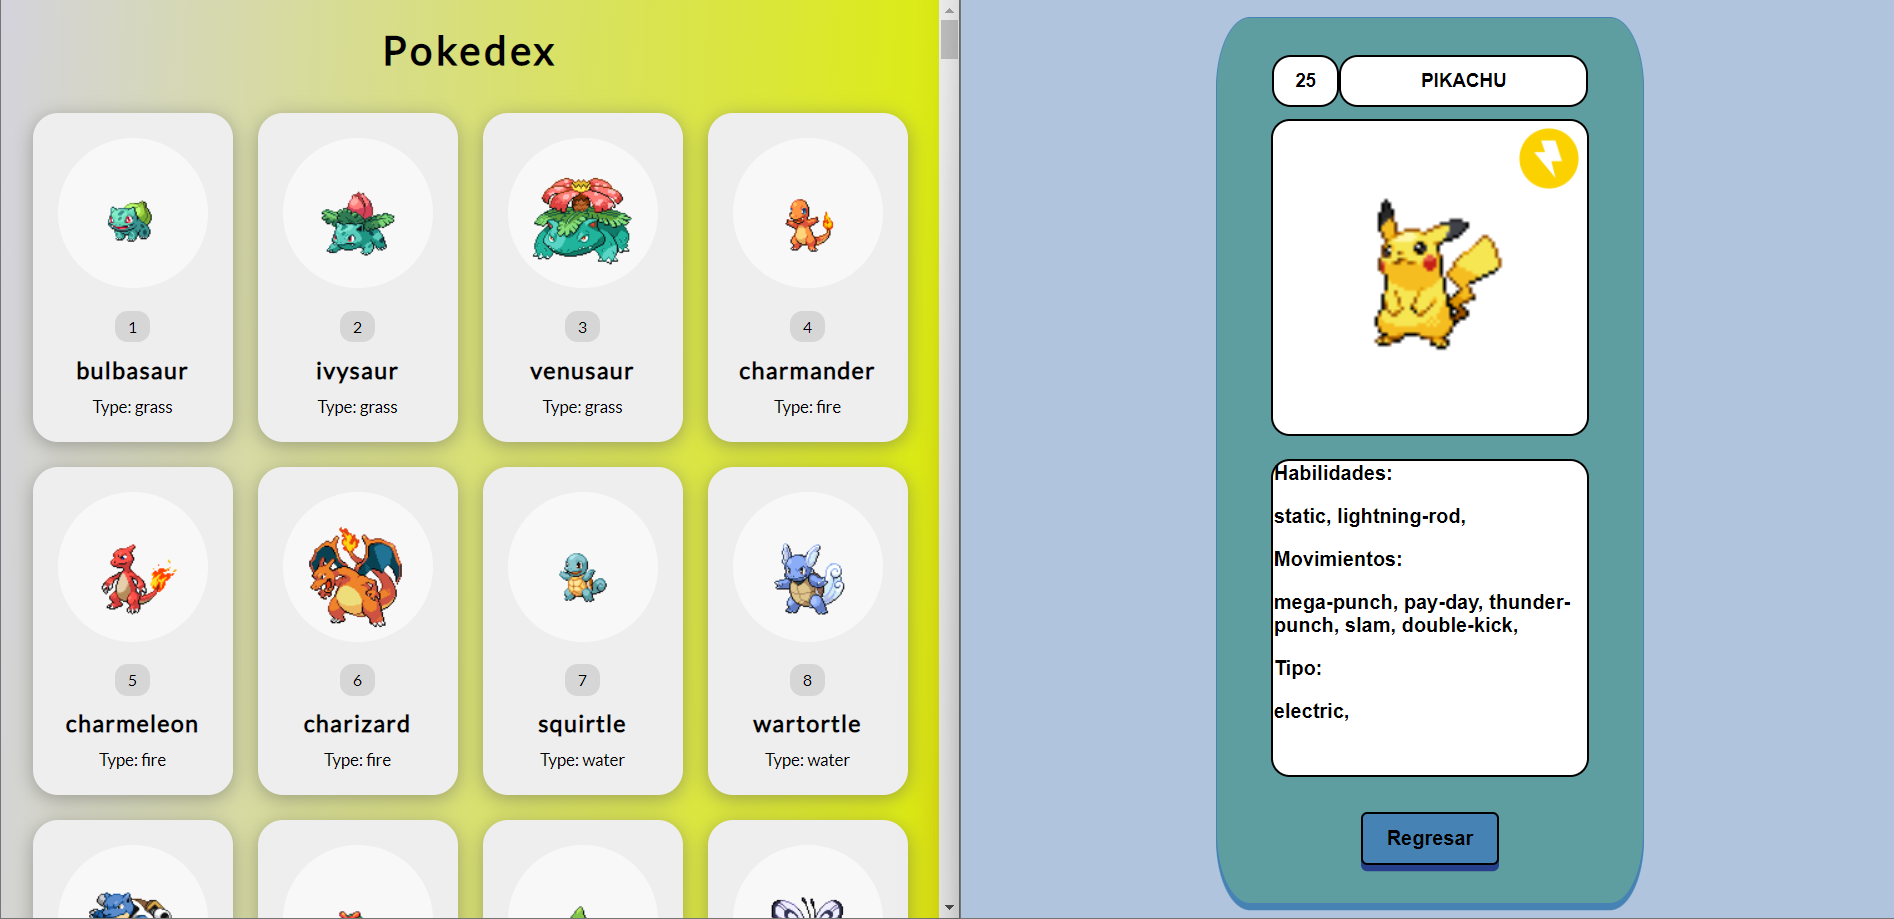 Pokedex
1
bulbasaur
Type: grass
2
ivysaur
Type: grass
3
venusaur
Type: grass
4
charmander
Type: fire
5
charmeleon
Type: fire
6
charizard
Type: fire
7
squirtle
Type: water
8
wartortle
Type: water
25
PIKACHU
Habilidades:
static, lightning-rod,
Movimientos:
mega-punch, pay-day, thunder-
punch, slam, double-kick,
Tipo:
electric,
Regresar